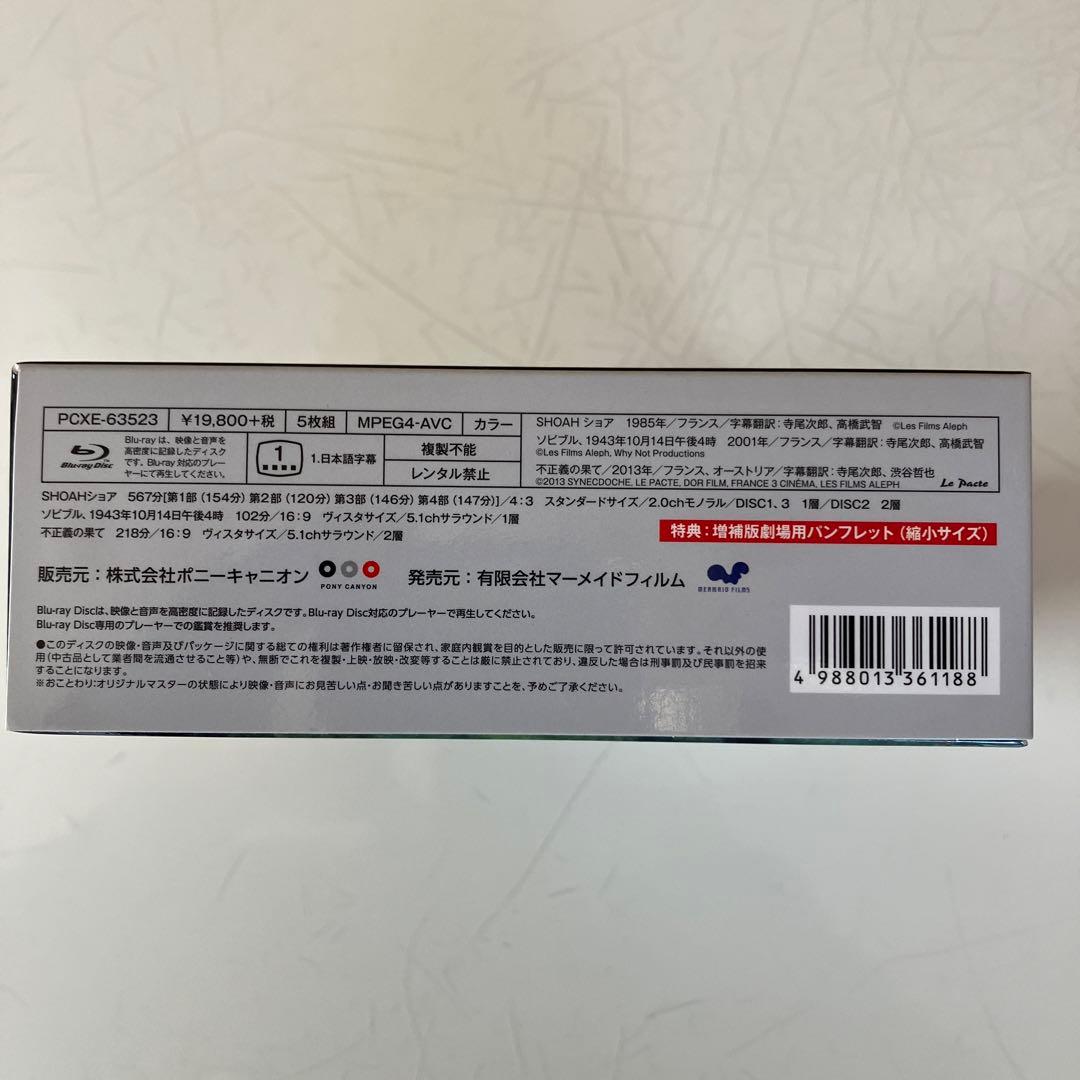 PCXE-63523 ¥19,800+税 5枚組 MPEG4-AVC カラー
Blu-ray Disc
Blu-ray は、映像と音声を
高密度に記録したディスク
です。Blu-ray 対応のプレー
ヤーにて再生してください。
1 1.日本語字幕
複製不能
レンタル禁止
SHOAH ショア 1985年／フランス／字幕翻訳：寺尾次郎、高橋武智 ©Les Films Aleph
ソビブル、1943年10月14日午後4時 2001年／フランス／字幕翻訳：寺尾次郎、高橋武智
©Les Films Aleph, Why Not Productions
不正義の果て／2013年／フランス、オーストリア／字幕翻訳：寺尾次郎、渋谷哲也
©2013 SYNECDOCHE, LE PACTE, DOR FILM, FRANCE 3 CINÉMA, LES FILMS ALEPH Le Pacte
SHOAHショア 567分[第1部（154分）第2部（120分）第3部（146分）第4部（147分）]／4：3 スタンダードサイズ／2.0chモノラル／DISC1、3 1層／DISC2 2層
ソビブル、1943年10月14日午後4時 102分／16：9 ヴィスタサイズ／5.1chサラウンド／1層
不正義の果て 218分／16：9 ヴィスタサイズ／5.1chサラウンド／2層
特典：増補版劇場用パンフレット（縮小サイズ）
販売元：株式会社ポニーキャニオン PONY CANYON 発売元：有限会社マーメイドフィルム MERMAID FILMS
Blu-ray Discは、映像と音声を高密度に記録したディスクです。Blu-ray Disc対応のプレーヤーで再生してください。
Blu-ray Disc専用のプレーヤーでの鑑賞を推奨します。
●このディスクの映像・音声及びパッケージに関する総ての権利は著作権者に留保され、家庭内観賞を目的とした販売に限って許可されています。それ以外の使
用（中古品として業者間を流通させること等）や、無断でこれを複製・上映・放映・改変等することは厳に禁止されており、違反した場合は刑事罰及び民事罰を招来
することになります。
※おことわり：オリジナルマスターの状態により映像・音声にお見苦しい点・お聞き苦しい点がありますことを、予めご了承ください。
4 988013 361188